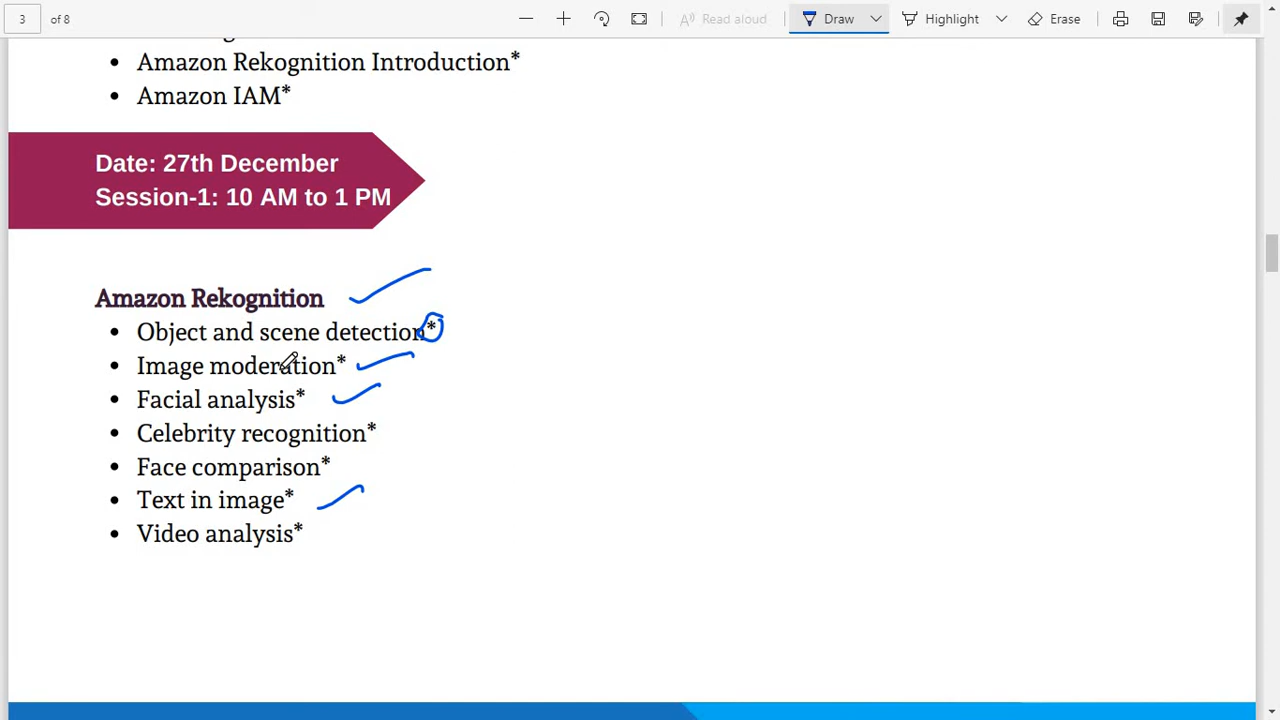 3 of 8 Read aloud Draw Highlight Erase
• Amazon Rekognition Introduction*
• Amazon IAM*
Date: 27th December
Session-1: 10 AM to 1 PM
Amazon Rekognition
• Object and scene detection*
• Image moderation*
• Facial analysis*
• Celebrity recognition*
• Face comparison*
• Text in image*
• Video analysis*